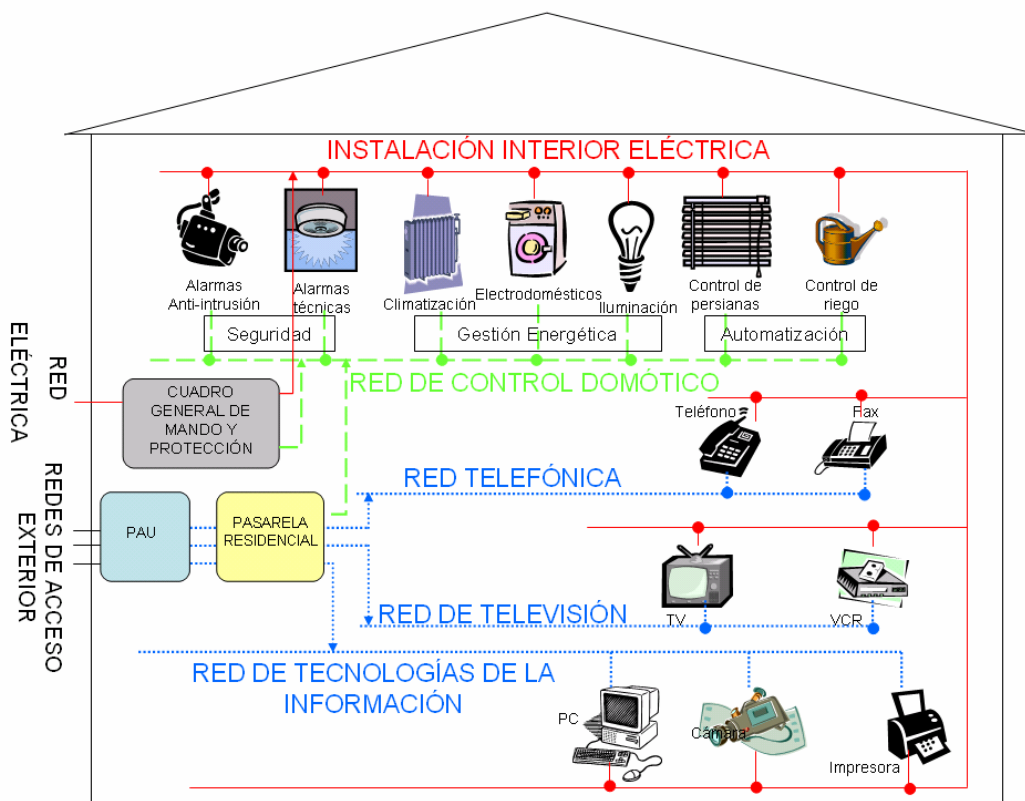 INSTALACIÓN INTERIOR ELÉCTRICA
Alarmas
Anti-intrusión
Alarmas
técnicas
Climatización
Electrodomésticos
Iluminación
Control de
persianas
Control de
riego
Seguridad
Gestión Energética
Automatización
RED DE CONTROL DOMÓTICO
RED
ELÉCTRICA
CUADRO
GENERAL DE
MANDO Y
PROTECCIÓN
Teléfono
Fax
RED TELEFÓNICA
REDES DE ACCESO
EXTERIOR
PAU
PASARELA
RESIDENCIAL
TV
VCR
RED DE TELEVISIÓN
RED DE TECNOLOGÍAS DE LA
INFORMACIÓN
PC
Cámara
Impresora